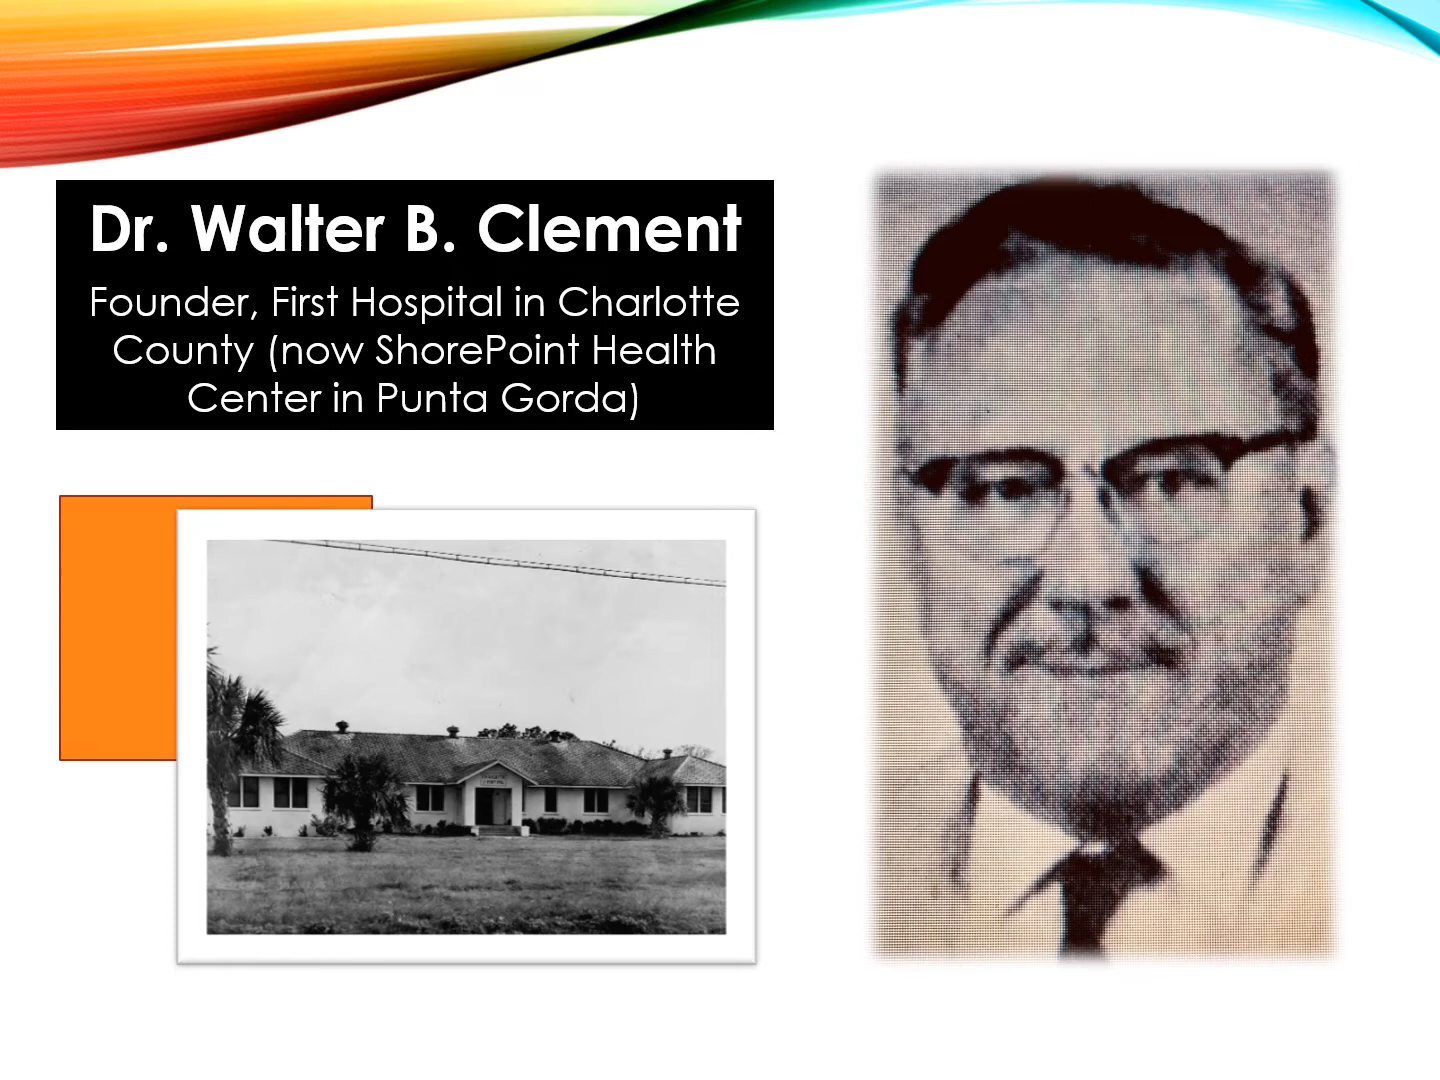 Dr. Walter B. Clement
Founder, First Hospital in Charlotte
County (now ShorePoint Health
Center in Punta Gorda)